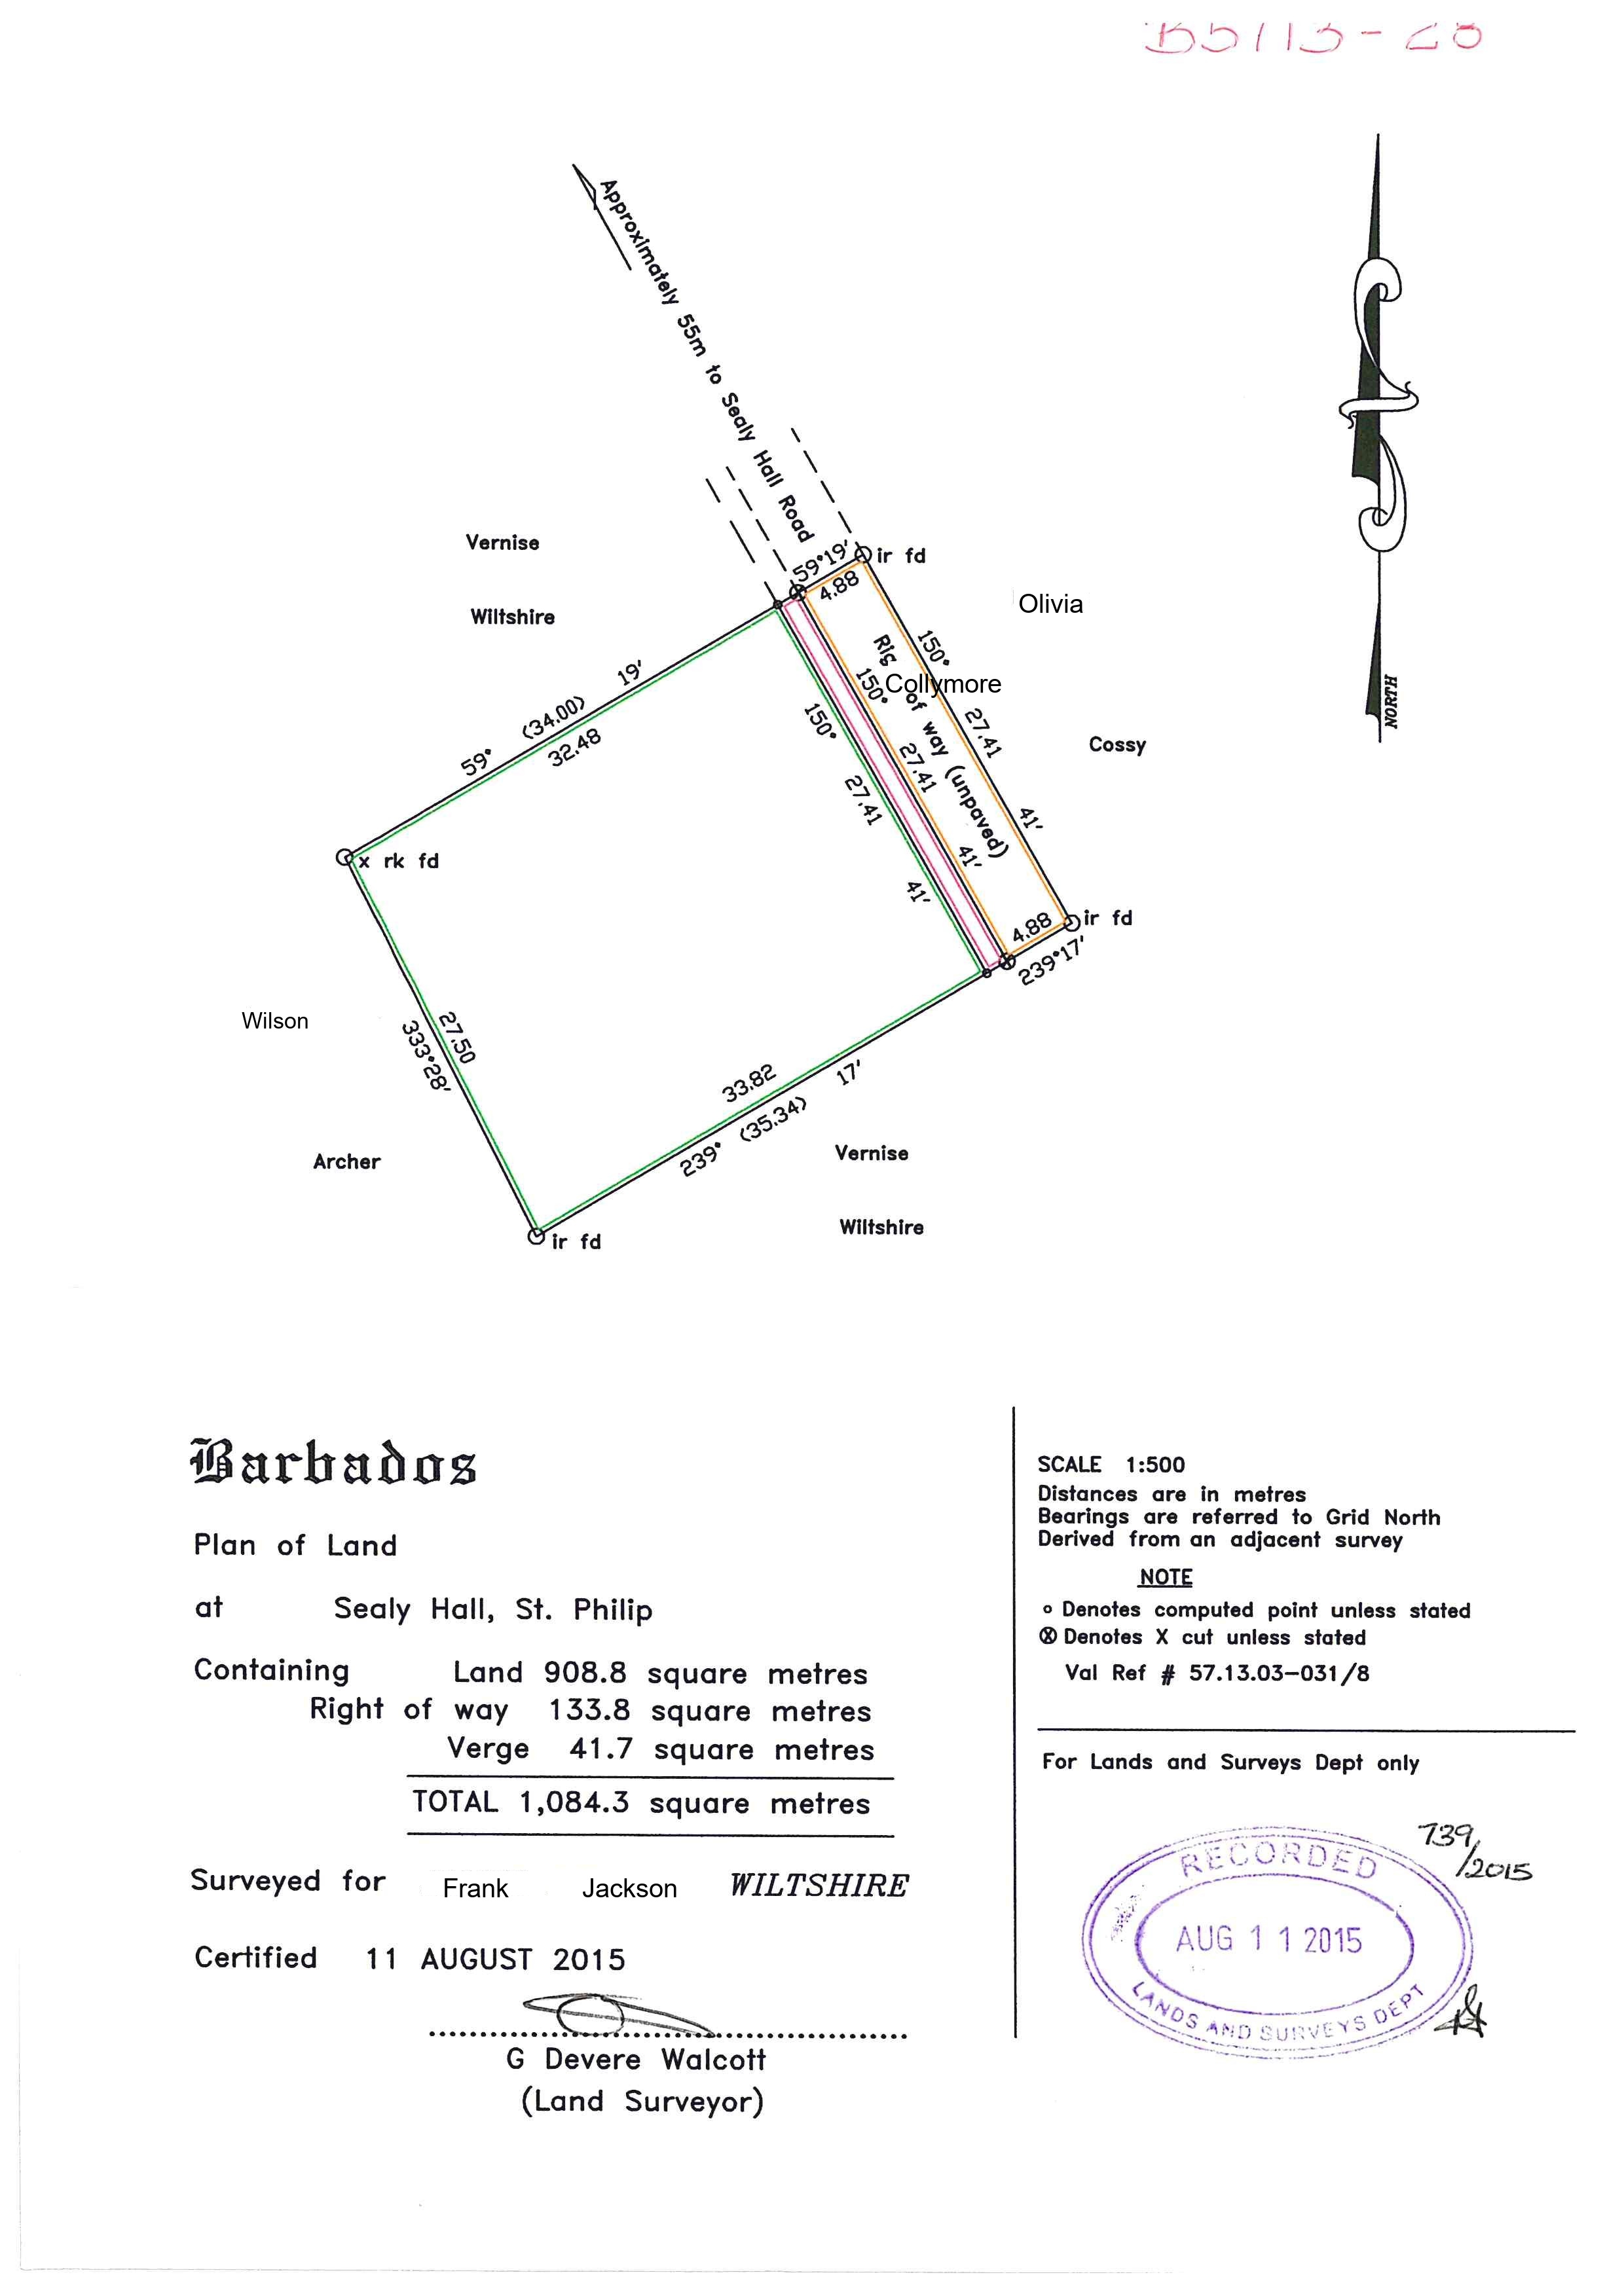 B5113-20
Approximately 55m to Sealy Hall Road
Vernise
Wiltshire
59°19'
4.88
ir fd
Olivia
Collymore
Cossy
150° 27.41 41'
Rig of way (unpaved)
150° 27.41 41'
150° 27.41 41'
59° (34.00) 19'
32.48
x rk fd
NORTH
4.88
ir fd
239°17'
Wilson
27.50
333°28'
Archer
33.82
239° (35.34) 17'
Vernise
Wiltshire
ir fd
Barbados
Plan of Land
at Sealy Hall, St. Philip
Containing Land 908.8 square metres
Right of way 133.8 square metres
Verge 41.7 square metres
TOTAL 1,084.3 square metres
Surveyed for Frank Jackson WILTSHIRE
Certified 11 AUGUST 2015
G Devere Walcott
(Land Surveyor)
SCALE 1:500
Distances are in metres
Bearings are referred to Grid North
Derived from an adjacent survey
NOTE
o Denotes computed point unless stated
⊗ Denotes X cut unless stated
Val Ref # 57.13.03-031/8
For Lands and Surveys Dept only
739/2015
RECORDED
AUG 11 2015
LANDS AND SURVEYS DEPT